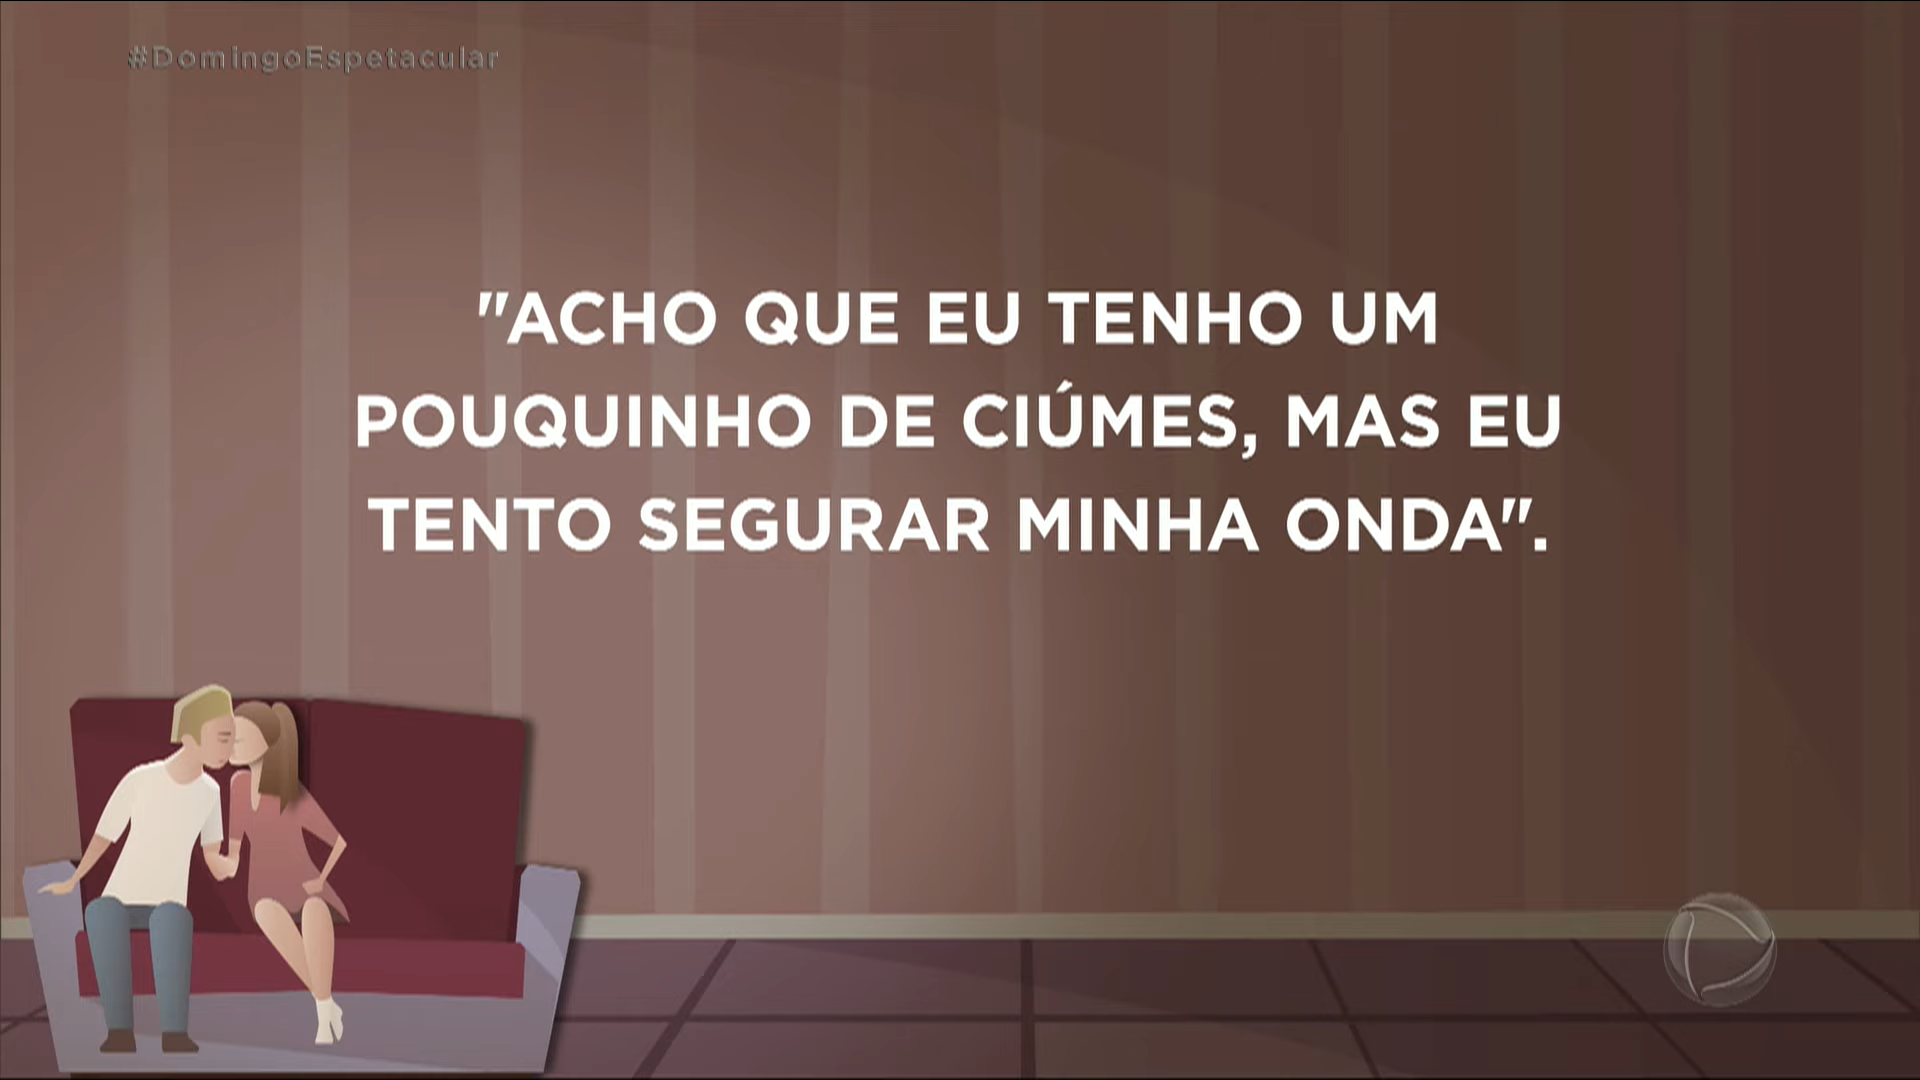 #DomingoEspetacular
"ACHO QUE EU TENHO UM
POUQUINHO DE CIÚMES, MAS EU
TENTO SEGURAR MINHA ONDA".